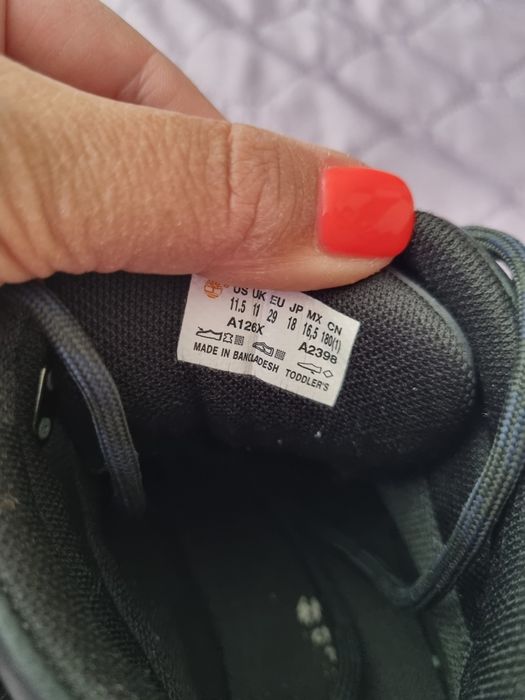 US UK EU JP MX CN
11.5 11 29 18 16,5 180(1)
A126X A239B
MADE IN BANGLADESH TODDLER'S